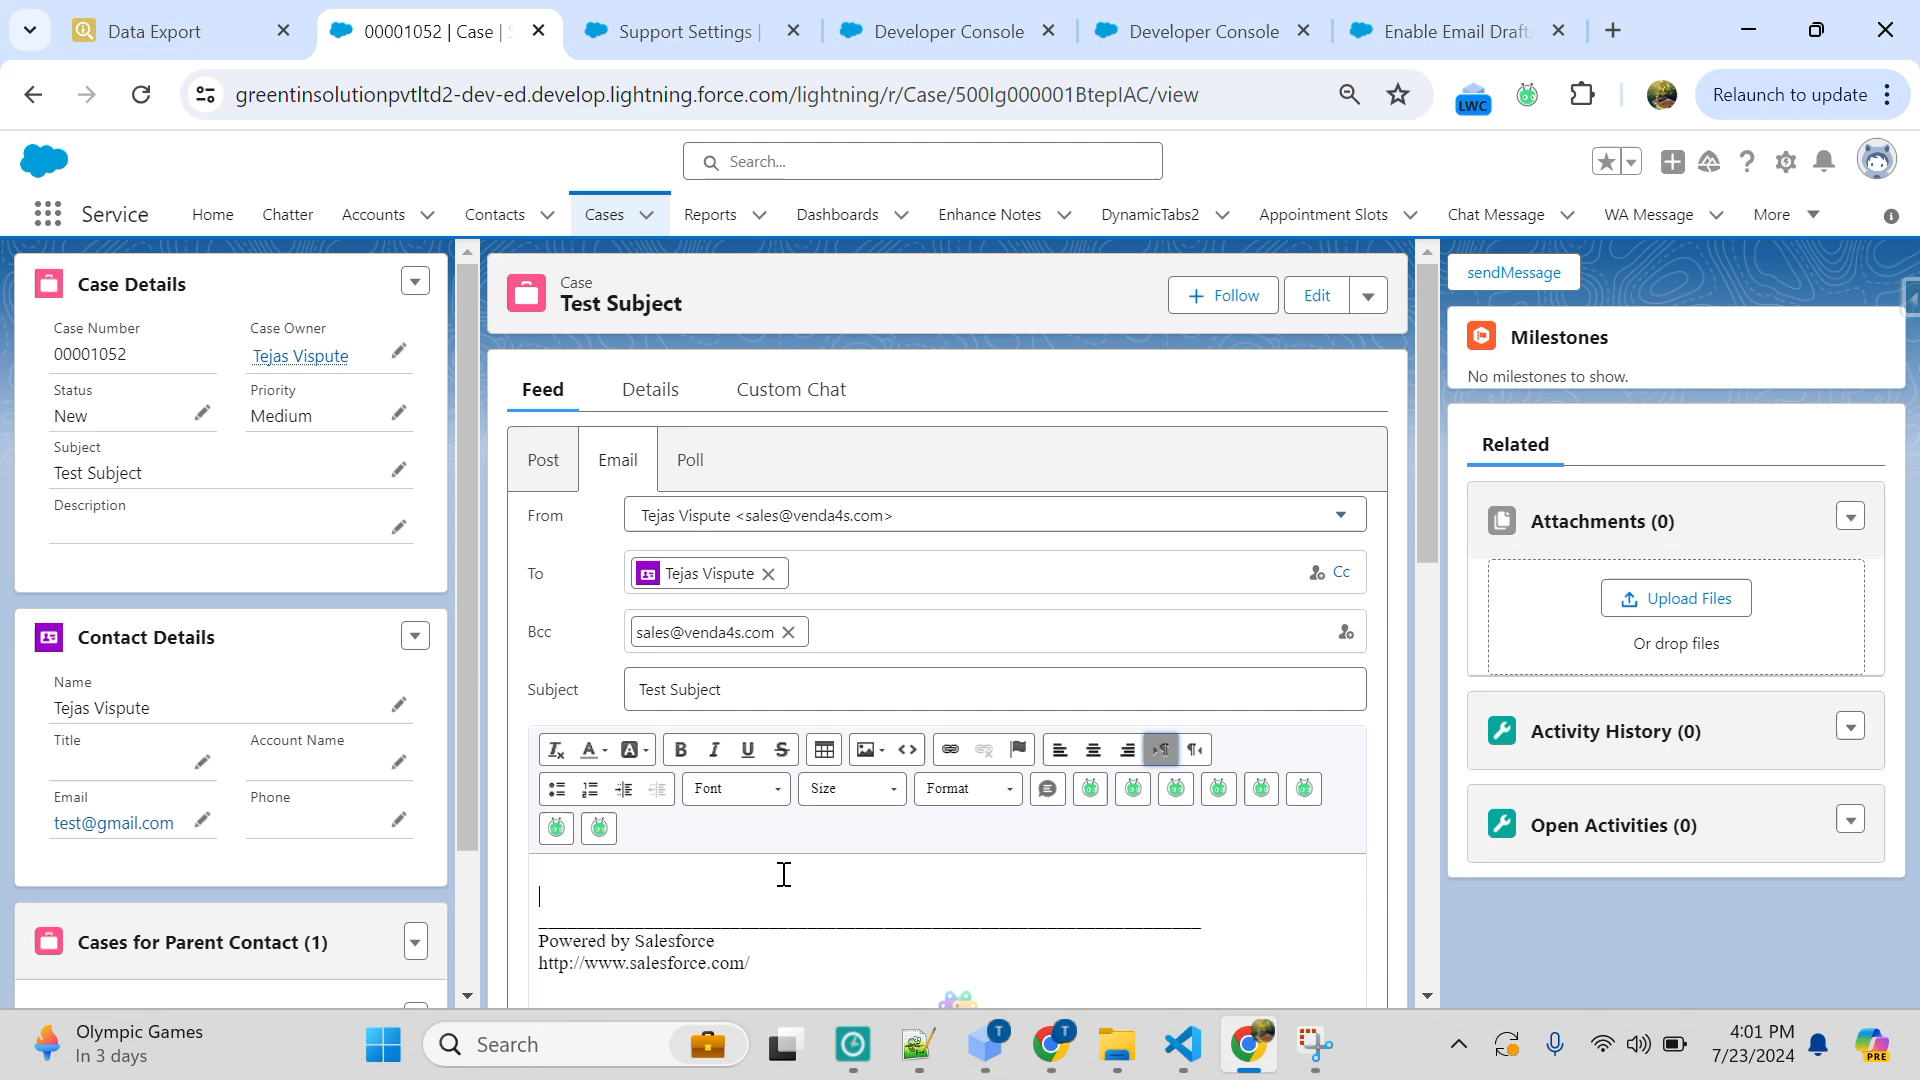 Data Export
00001052 | Case |
Support Settings |
Developer Console
Developer Console
Enable Email Draft
greentinsolutionpvtltd2-dev-ed.develop.lightning.force.com/lightning/r/Case/500Ig000001BtepIAC/view
LWC
Relaunch to update
Search...
Service
Home
Chatter
Accounts
Contacts
Cases
Reports
Dashboards
Enhance Notes
DynamicTabs2
Appointment Slots
Chat Message
WA Message
More
Case Details
Case Number
00001052
Case Owner
Tejas Vispute
Status
New
Priority
Medium
Subject
Test Subject
Description
Contact Details
Name
Tejas Vispute
Title
Account Name
Email
test@gmail.com
Phone
Cases for Parent Contact (1)
Case
Test Subject
Follow
Edit
Feed
Details
Custom Chat
Post
Email
Poll
From
Tejas Vispute <sales@venda4s.com>
To
Tejas Vispute
Cc
Bcc
sales@venda4s.com
Subject
Test Subject
Font
Size
Format
Powered by Salesforce
http://www.salesforce.com/
sendMessage
Milestones
No milestones to show.
Related
Attachments (0)
Upload Files
Or drop files
Activity History (0)
Open Activities (0)
Olympic Games
In 3 days
Search
T
T
4:01 PM
7/23/2024
PRE